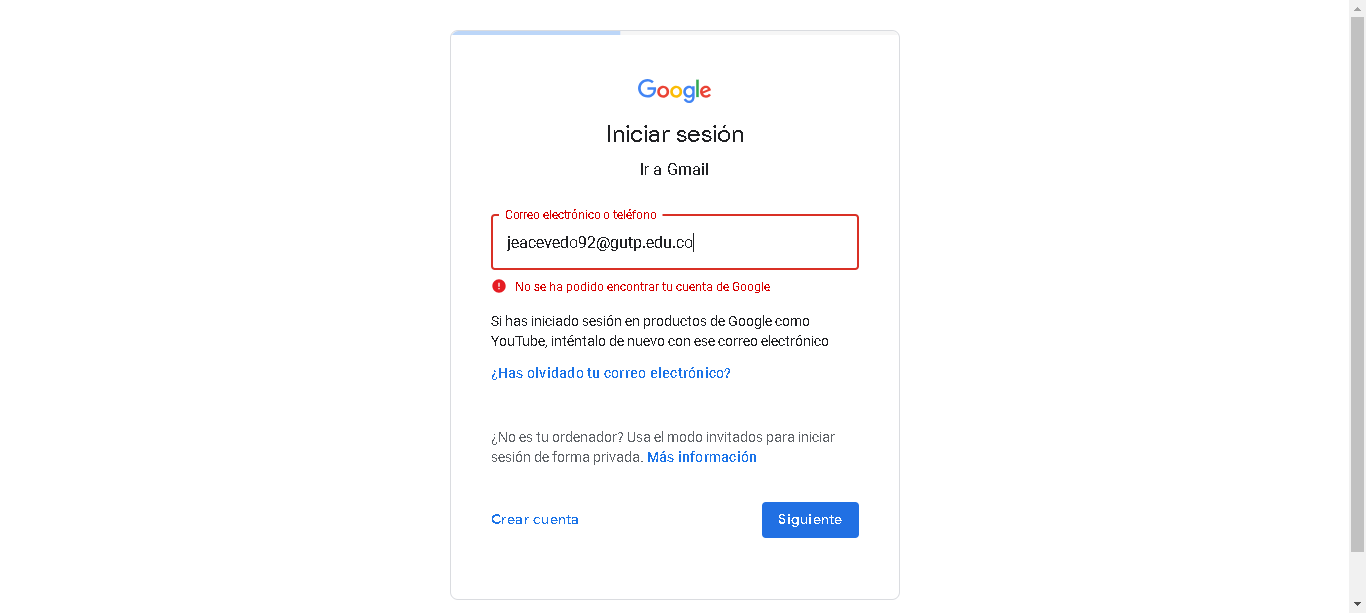 Google
Iniciar sesión
Ir a Gmail
Correo electrónico o teléfono
jeacevedo92@gutp.edu.co
No se ha podido encontrar tu cuenta de Google
Si has iniciado sesión en productos de Google como
YouTube, inténtalo de nuevo con ese correo electrónico
¿Has olvidado tu correo electrónico?
¿No es tu ordenador? Usa el modo invitados para iniciar
sesión de forma privada. Más información
Crear cuenta
Siguiente